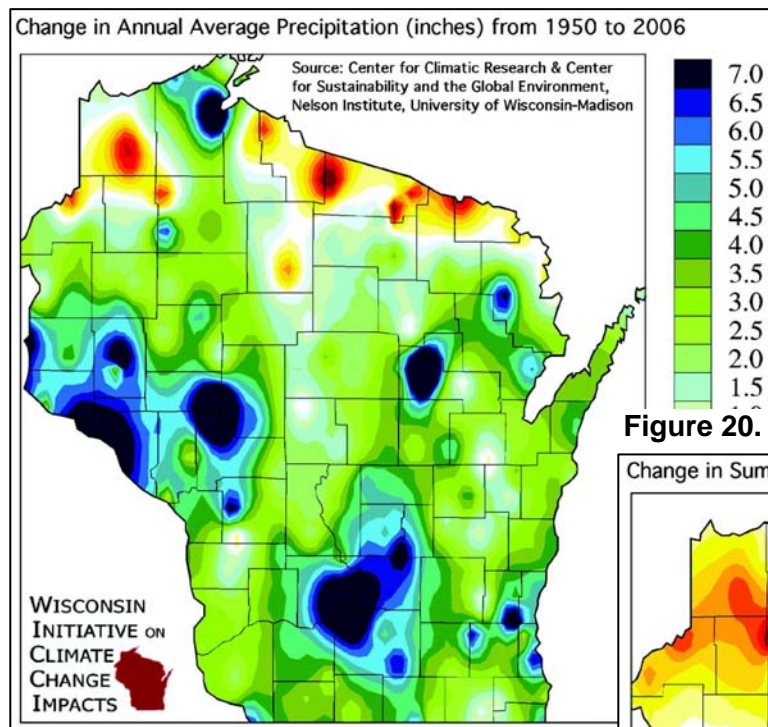 Change in Annual Average Precipitation (inches) from 1950 to 2006
Source: Center for Climatic Research & Center
for Sustainability and the Global Environment,
Nelson Institute, University of Wisconsin-Madison
7.0
6.5
6.0
5.5
5.0
4.5
4.0
3.5
3.0
2.5
2.0
1.5
Figure 20.
Change in Sum
WISCONSIN
INITIATIVE ON
CLIMATE
CHANGE
IMPACTS